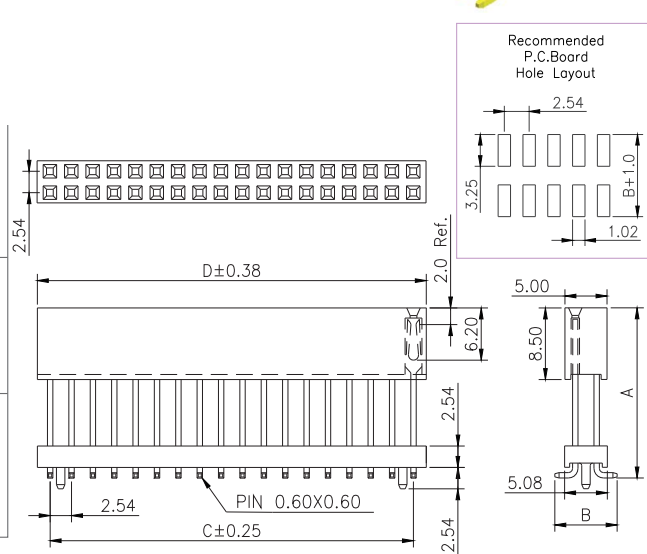 Recommended
P.C.Board
Hole Layout
2.54
3.25
B+1.0
1.02
2.54
2.0 Ref.
D±0.38
6.20
5.00
8.50
A
2.54
5.08
B
2.54
PIN 0.60X0.60
C±0.25
2.54